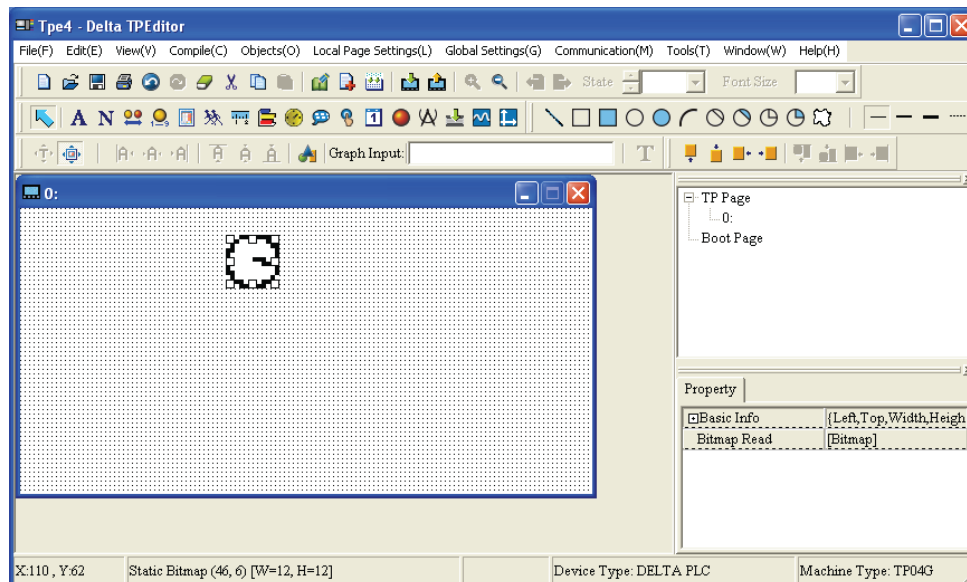 Tpe4 - Delta TPEditor
File(F) Edit(E) View(V) Compile(C) Objects(O) Local Page Settings(L) Global Settings(G) Communication(M) Tools(T) Window(W) Help(H)
State Font Size
A N 1
A A A A A A Graph Input: T
0:
TP Page
0:
Boot Page
Property
Basic Info {Left,Top,Width,Heigh
Bitmap Read [Bitmap]
X:110 , Y:62 Static Bitmap (46, 6) [W=12, H=12] Device Type: DELTA PLC Machine Type: TP04G